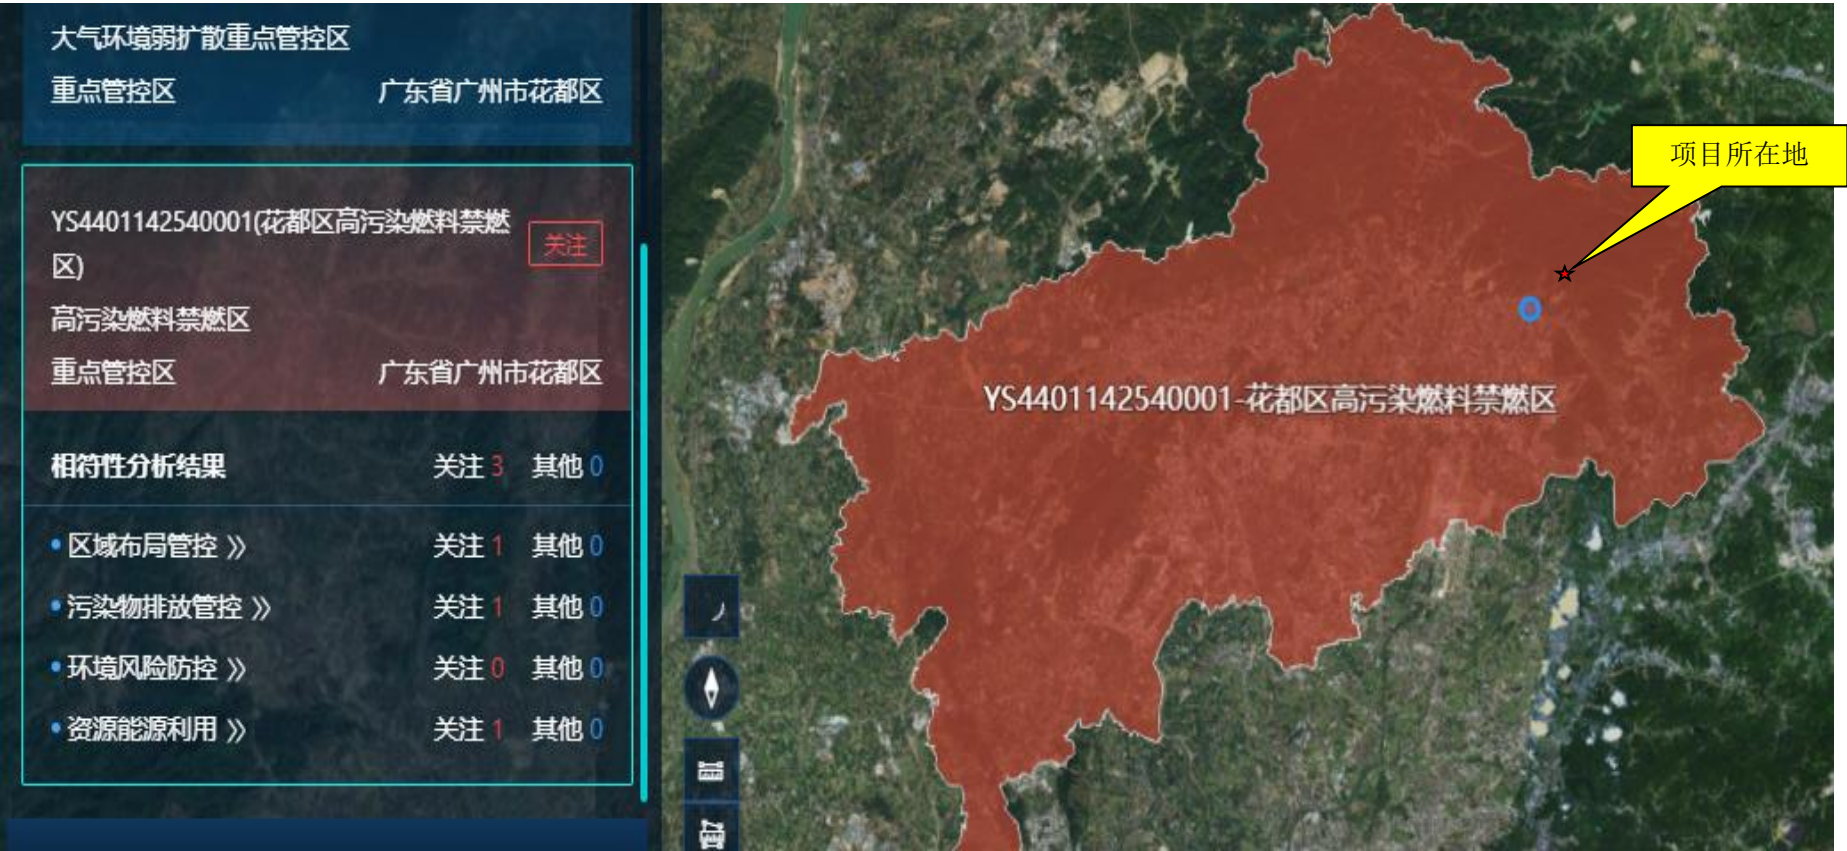 大气环境弱扩散重点管控区
重点管控区 广东省广州市花都区
YS4401142540001(花都区高污染燃料禁燃
区)
关注
高污染燃料禁燃区
重点管控区 广东省广州市花都区
相符性分析结果 关注 3 其他 0
区域布局管控 》 关注 1 其他 0
污染物排放管控 》 关注 1 其他 0
环境风险防控 》 关注 0 其他 0
资源能源利用 》 关注 1 其他 0
项目所在地
YS4401142540001-花都区高污染燃料禁燃区